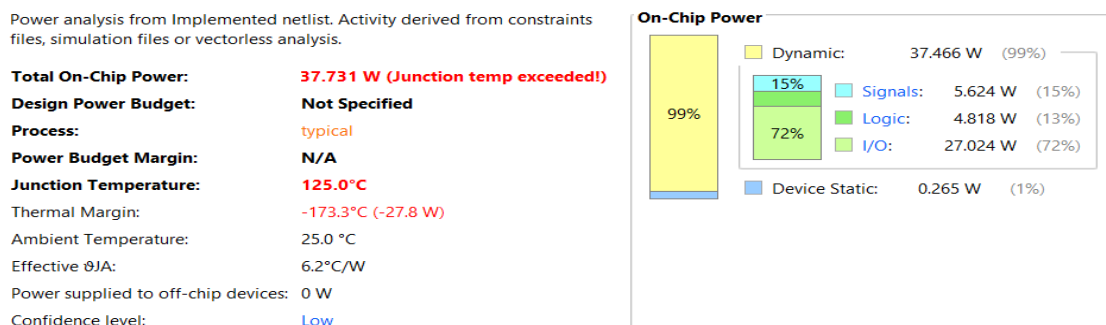 Power analysis from Implemented netlist. Activity derived from constraints
files, simulation files or vectorless analysis.
Total On-Chip Power: 37.731 W (Junction temp exceeded!)
Design Power Budget: Not Specified
Process: typical
Power Budget Margin: N/A
Junction Temperature: 125.0°C
Thermal Margin: -173.3°C (-27.8 W)
Ambient Temperature: 25.0 °C
Effective ϑJA: 6.2°C/W
Power supplied to off-chip devices: 0 W
Confidence level: Low
On-Chip Power
99%
Dynamic: 37.466 W (99%)
15%
72%
Signals: 5.624 W (15%)
Logic: 4.818 W (13%)
I/O: 27.024 W (72%)
Device Static: 0.265 W (1%)